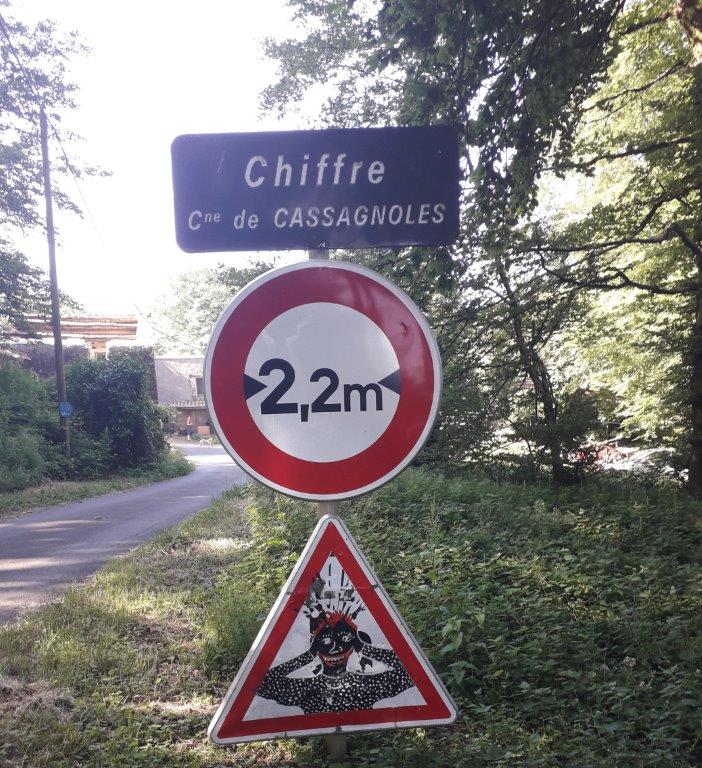 Chiffre
Cⁿᵉ de CASSAGNOLES
2,2m